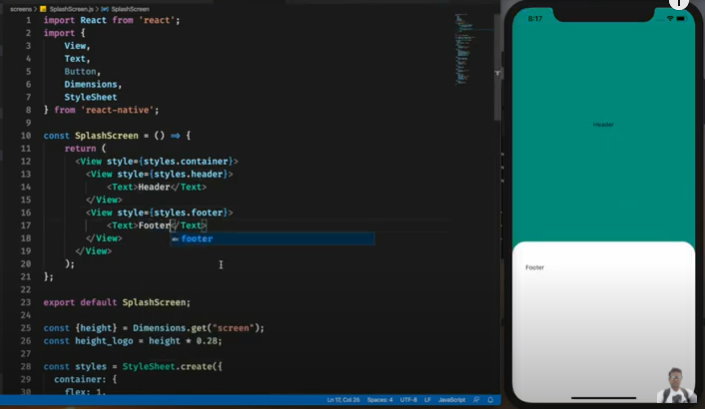 screens > SplashScreen.js > SplashScreen
1 import React from 'react';
2 import {
3 View,
4 Text,
5 Button,
6 Dimensions,
7 StyleSheet
8 } from 'react-native';
9
10 const SplashScreen = () => {
11 return (
12 <View style={styles.container}>
13 <View style={styles.header}>
14 <Text>Header</Text>
15 </View>
16 <View style={styles.footer}>
17 <Text>Footer</Text>
footer
18 </View>
19 </View>
20 );
21 };
22
23 export default SplashScreen;
24
25 const {height} = Dimensions.get("screen");
26 const height_logo = height * 0.28;
27
28 const styles = StyleSheet.create({
29 container: {
30 flex: 1,
Ln 17, Col 26 Spaces: 4 UTF-8 LF JavaScript
8:17
Header
Footer